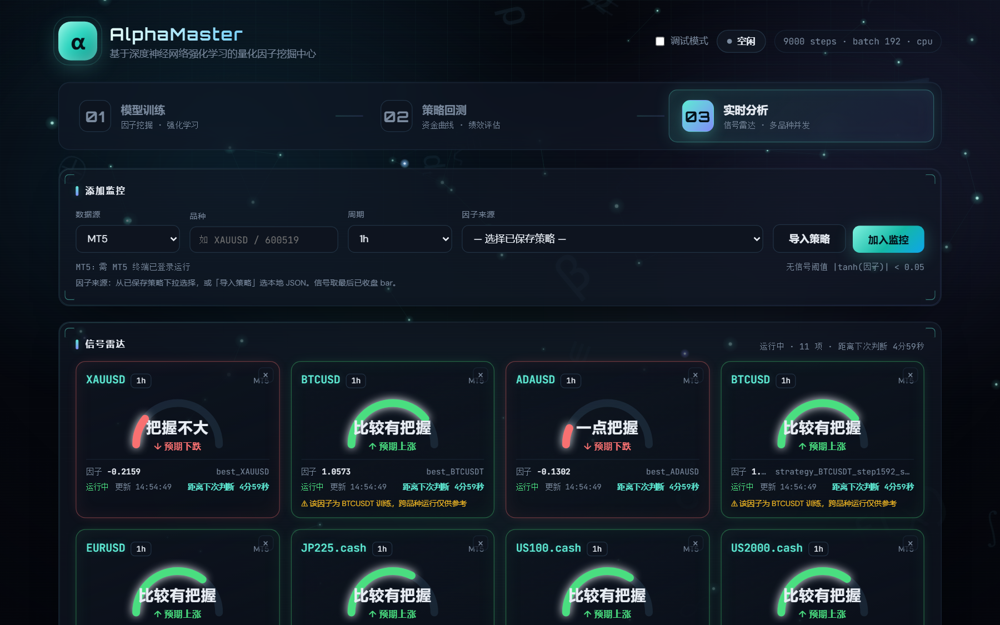 α
AlphaMaster
基于深度神经网络强化学习的量化因子挖掘中心
调试模式
空闲
9000 steps · batch 192 · cpu
01
模型训练
因子挖掘 · 强化学习
02
策略回测
资金曲线 · 绩效评估
03
实时分析
信号雷达 · 多品种并发
添加监控
数据源
品种
周期
因子来源
MT5
如 XAUUSD / 600519
1h
— 选择已保存策略 —
导入策略
加入监控
MT5: 需 MT5 终端已登录运行
无信号阈值 |tanh(因子)| < 0.05
因子来源：从已保存策略下拉选择，或「导入策略」选本地 JSON。信号取最后已收盘 bar。
信号雷达
运行中 · 11 项 · 距离下次判断 4分59秒
XAUUSD 1h MT5 ×
把握不大
↓ 预期下跌
因子 -0.2159 best_XAUUSD
运行中 更新 14:54:49 距离下次判断 4分59秒
BTCUSD 1h MT5 ×
比较有把握
↑ 预期上涨
因子 1.0573 best_BTCUSDT
运行中 更新 14:54:49 距离下次判断 4分59秒
⚠ 该因子为 BTCUSDT 训练，跨品种运行仅供参考
ADAUSD 1h MT5 ×
一点把握
↓ 预期下跌
因子 -0.1302 best_ADAUSD
运行中 更新 14:54:49 距离下次判断 4分59秒
BTCUSD 1h MT5 ×
比较有把握
↑ 预期上涨
因子 1.… strategy_BTCUSDT_step1592_s…
运行中 更新 14:54:49 距离下次判断 4分59秒
⚠ 该因子为 BTCUSDT 训练，跨品种运行仅供参考
EURUSD 1h MT5 ×
比较有把握
↑ 预期上涨
JP225.cash 1h MT5 ×
比较有把握
↑ 预期上涨
US100.cash 1h MT5 ×
比较有把握
↑ 预期上涨
US2000.cash 1h MT5 ×
比较有把握
↑ 预期上涨